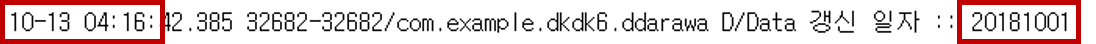 10-13 04:16:42.385 32682-32682/com.example.dkdk6.ddarawa D/Data 갱신 일자 :: 20181001